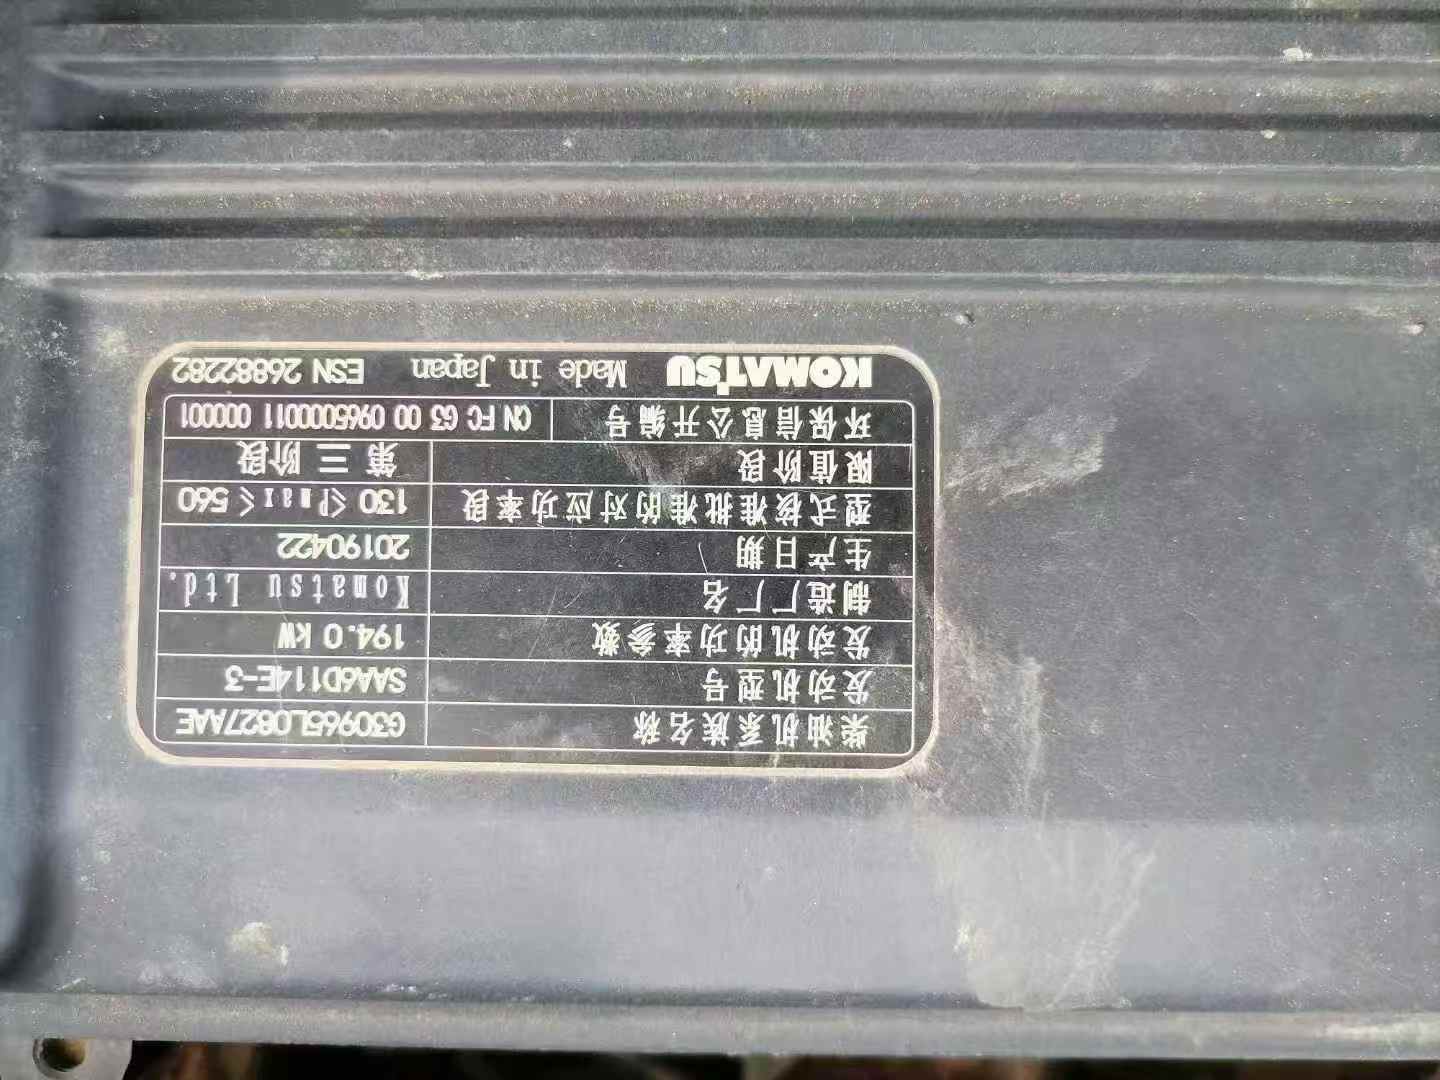 柴油机系族名称 G30965L0827AAE
发动机型号 SAA6D114E-3
发动机的功率参数 194.0 kW
制造厂厂名 Komatsu Ltd.
生产日期 20190422
型式核准批准的对应功率段 130≤Pmax≤560
限值阶段 第三阶段
环保信息公开编号 CN FC G3 00 0965000011 000001
KOMATSU Made in Japan ESN 26882282